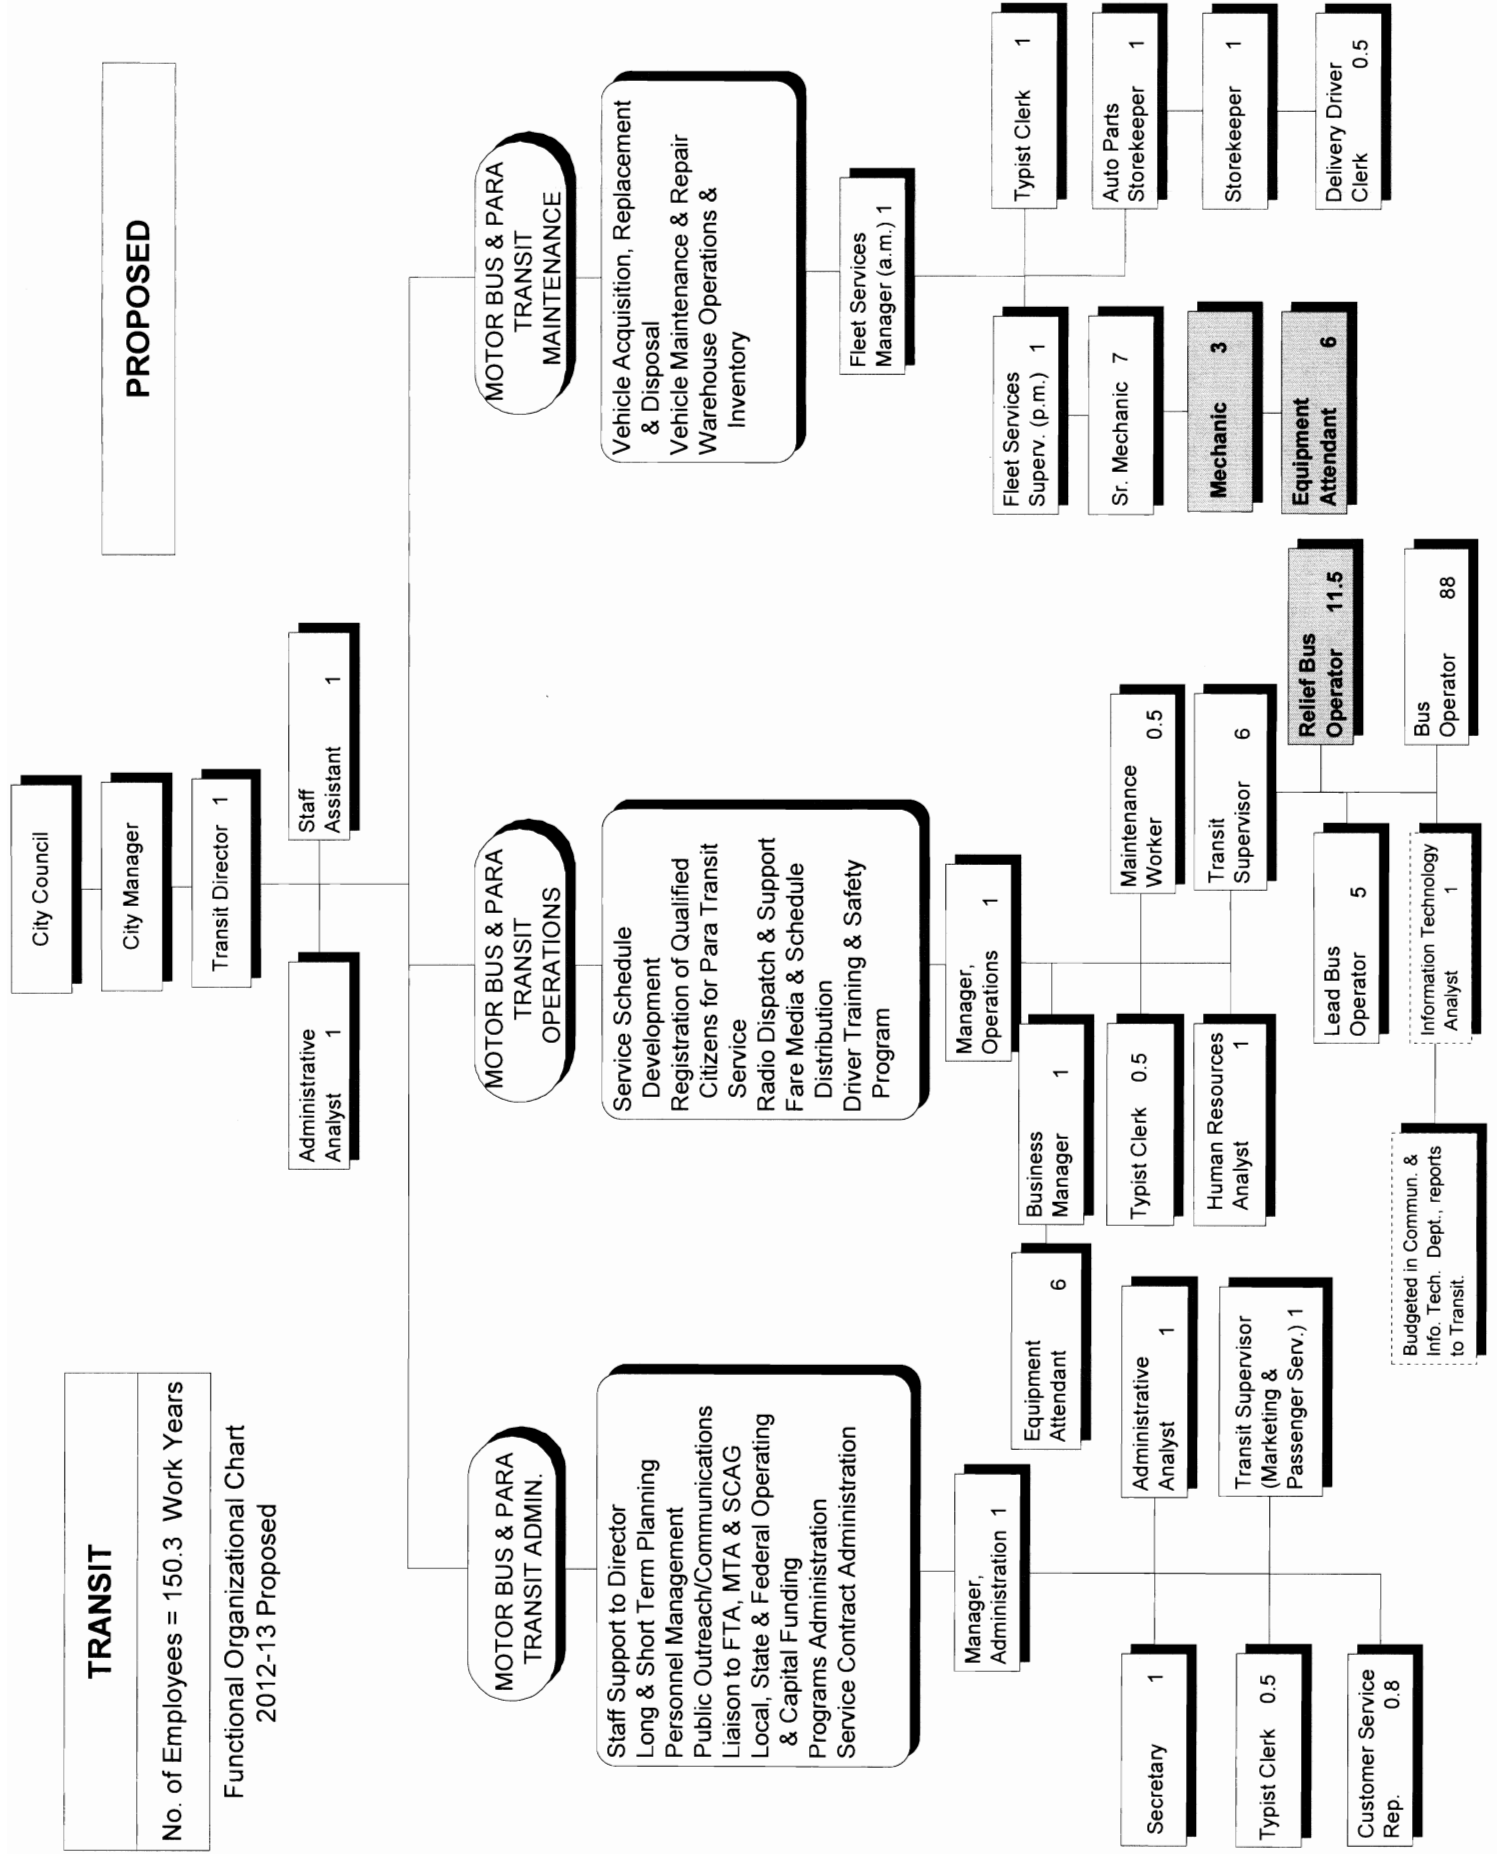 TRANSIT
No. of Employees = 150.3 Work Years
Functional Organizational Chart
2012-13 Proposed
PROPOSED
City Council
City Manager
Transit Director 1
Administrative
Analyst 1
Staff
Assistant 1
MOTOR BUS & PARA
TRANSIT ADMIN.
Staff Support to Director
Long & Short Term Planning
Personnel Management
Public Outreach/Communications
Liaison to FTA, MTA & SCAG
Local, State & Federal Operating
& Capital Funding
Programs Administration
Service Contract Administration
Manager,
Administration 1
Secretary 1
Administrative
Analyst 1
Typist Clerk 0.5
Transit Supervisor
(Marketing &
Passenger Serv.) 1
Customer Service
Rep. 0.8
MOTOR BUS & PARA
TRANSIT
OPERATIONS
Service Schedule
Development
Registration of Qualified
Citizens for Para Transit
Service
Radio Dispatch & Support
Fare Media & Schedule
Distribution
Driver Training & Safety
Program
Manager,
Operations 1
Business
Manager 1
Equipment
Attendant 6
Typist Clerk 0.5
Maintenance
Worker 0.5
Human Resources
Analyst 1
Transit
Supervisor 6
Relief Bus
Operator 11.5
Lead Bus
Operator 5
Bus
Operator 88
Information Technology
Analyst 1
Budgeted in Commun. &
Info. Tech. Dept., reports
to Transit.
MOTOR BUS & PARA
TRANSIT
MAINTENANCE
Vehicle Acquisition, Replacement
& Disposal
Vehicle Maintenance & Repair
Warehouse Operations &
Inventory
Fleet Services
Manager (a.m.) 1
Fleet Services
Superv. (p.m.) 1
Sr. Mechanic 7
Mechanic 3
Equipment
Attendant 6
Typist Clerk 1
Auto Parts
Storekeeper 1
Storekeeper 1
Delivery Driver
Clerk 0.5